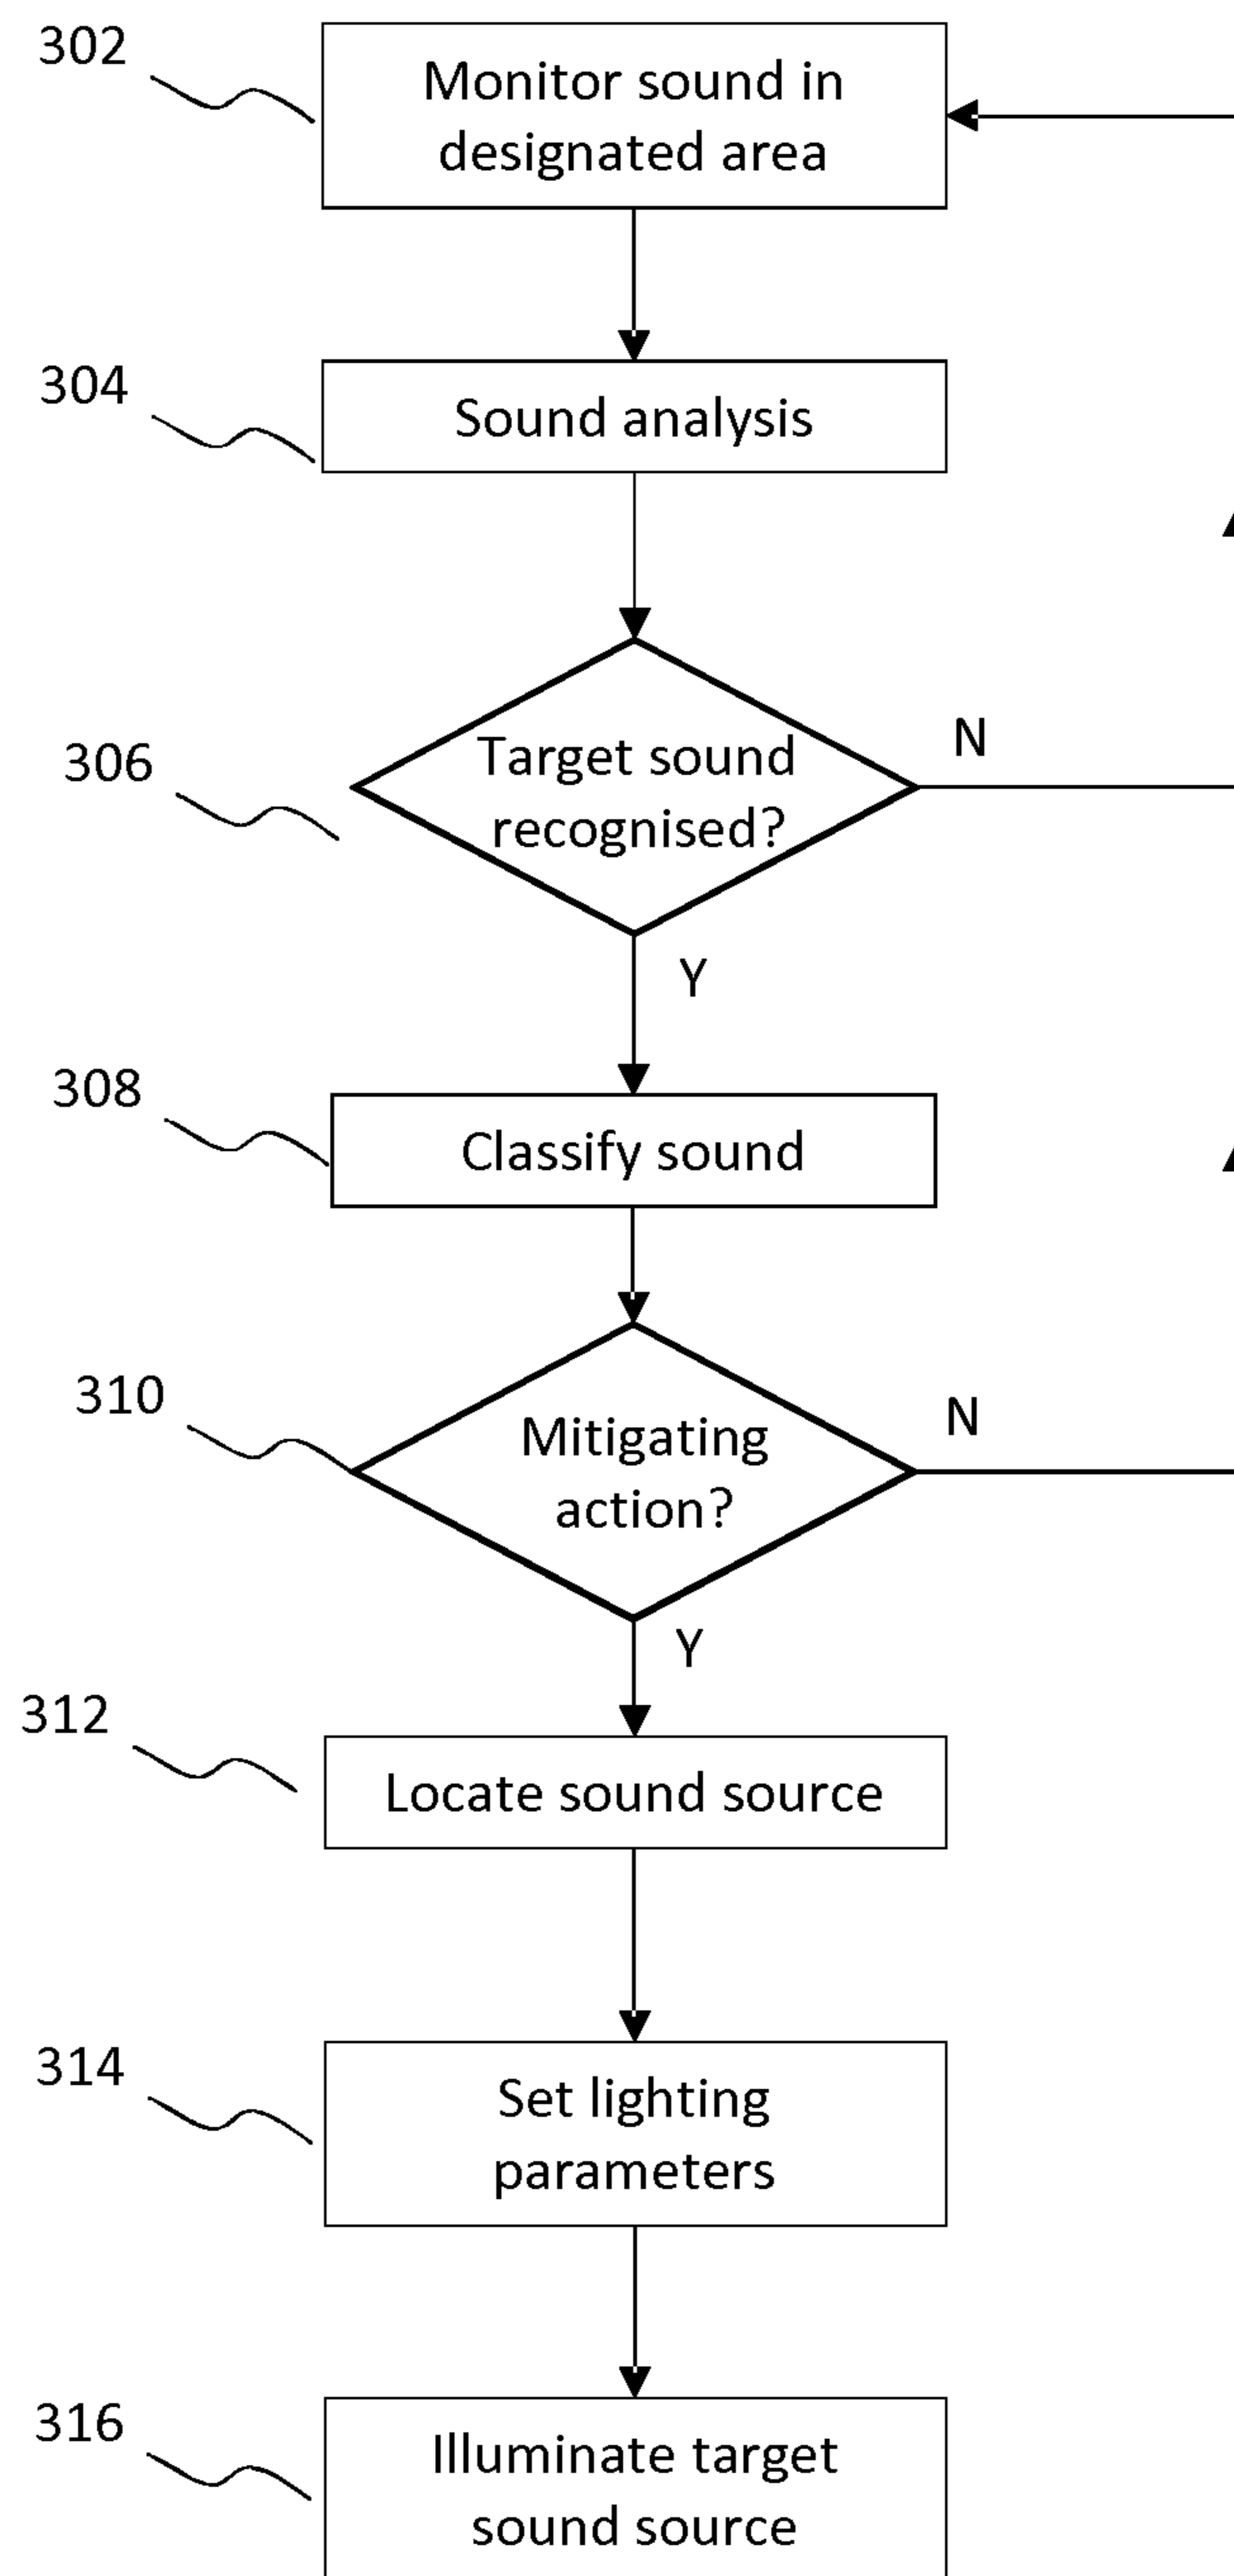 302
Monitor sound in
designated area
304
Sound analysis
306
Target sound
recognised?
N
Y
308
Classify sound
310
Mitigating
action?
N
Y
312
Locate sound source
314
Set lighting
parameters
316
Illuminate target
sound source